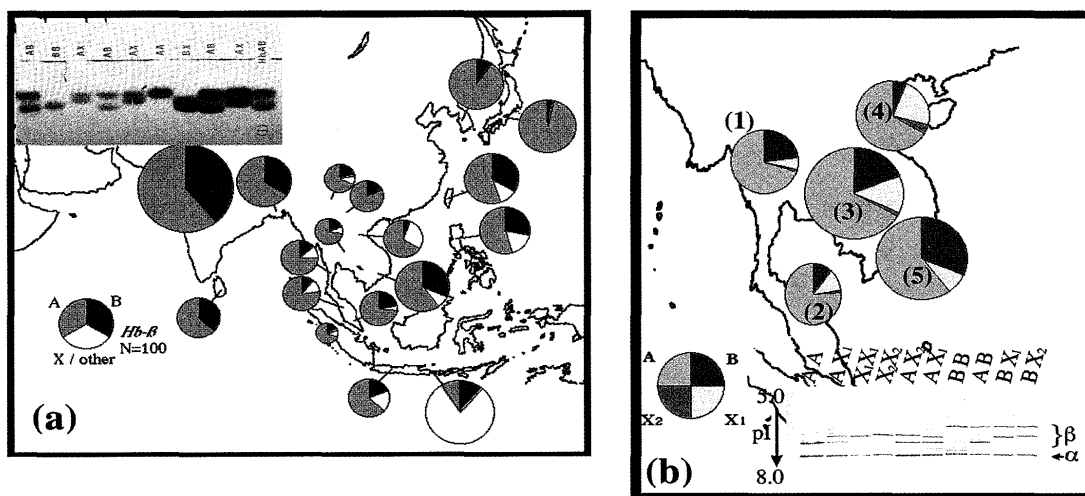 AB BB AX AB AX AA BX AB AX HbAB
A B
Hb-β
N=100
X / other
(a)
(1)
(4)
(3)
(5)
(2)
A B
X2 X1
AA AX1 X1X1 X2X2 AX2 AX1 BB AB BX1 BX2
5.0
pI
8.0
}β
←α
(b)